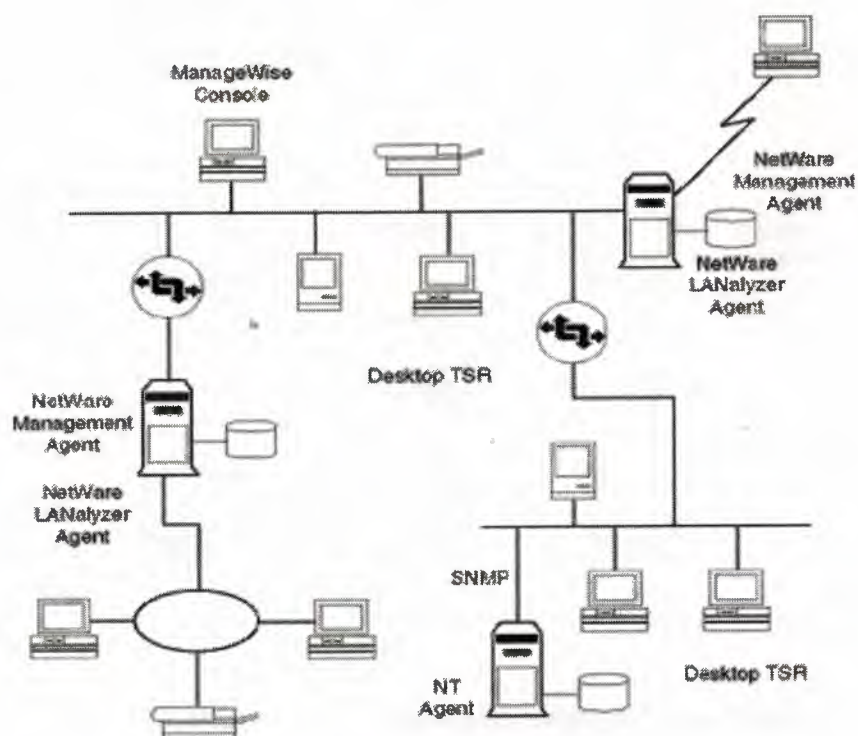 ManageWise
Console
NetWare
Management
Agent
NetWare
LANalyzer
Agent
Desktop TSR
NetWare
Management
Agent
NetWare
LANalyzer
Agent
SNMP
NT
Agent
Desktop TSR